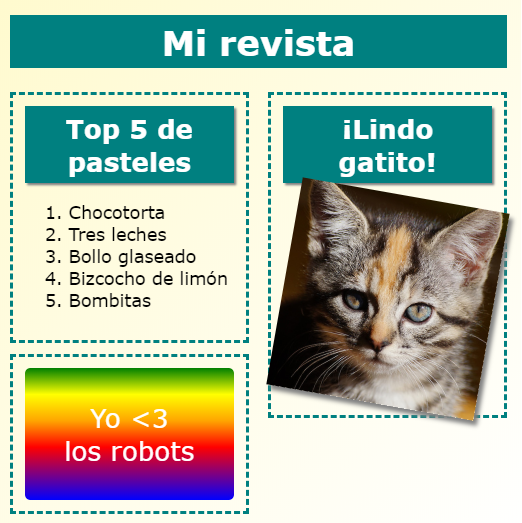 Mi revista
Top 5 de
pasteles
1. Chocotorta
2. Tres leches
3. Bollo glaseado
4. Bizcocho de limón
5. Bombitas
Yo <3
los robots
¡Lindo
gatito!